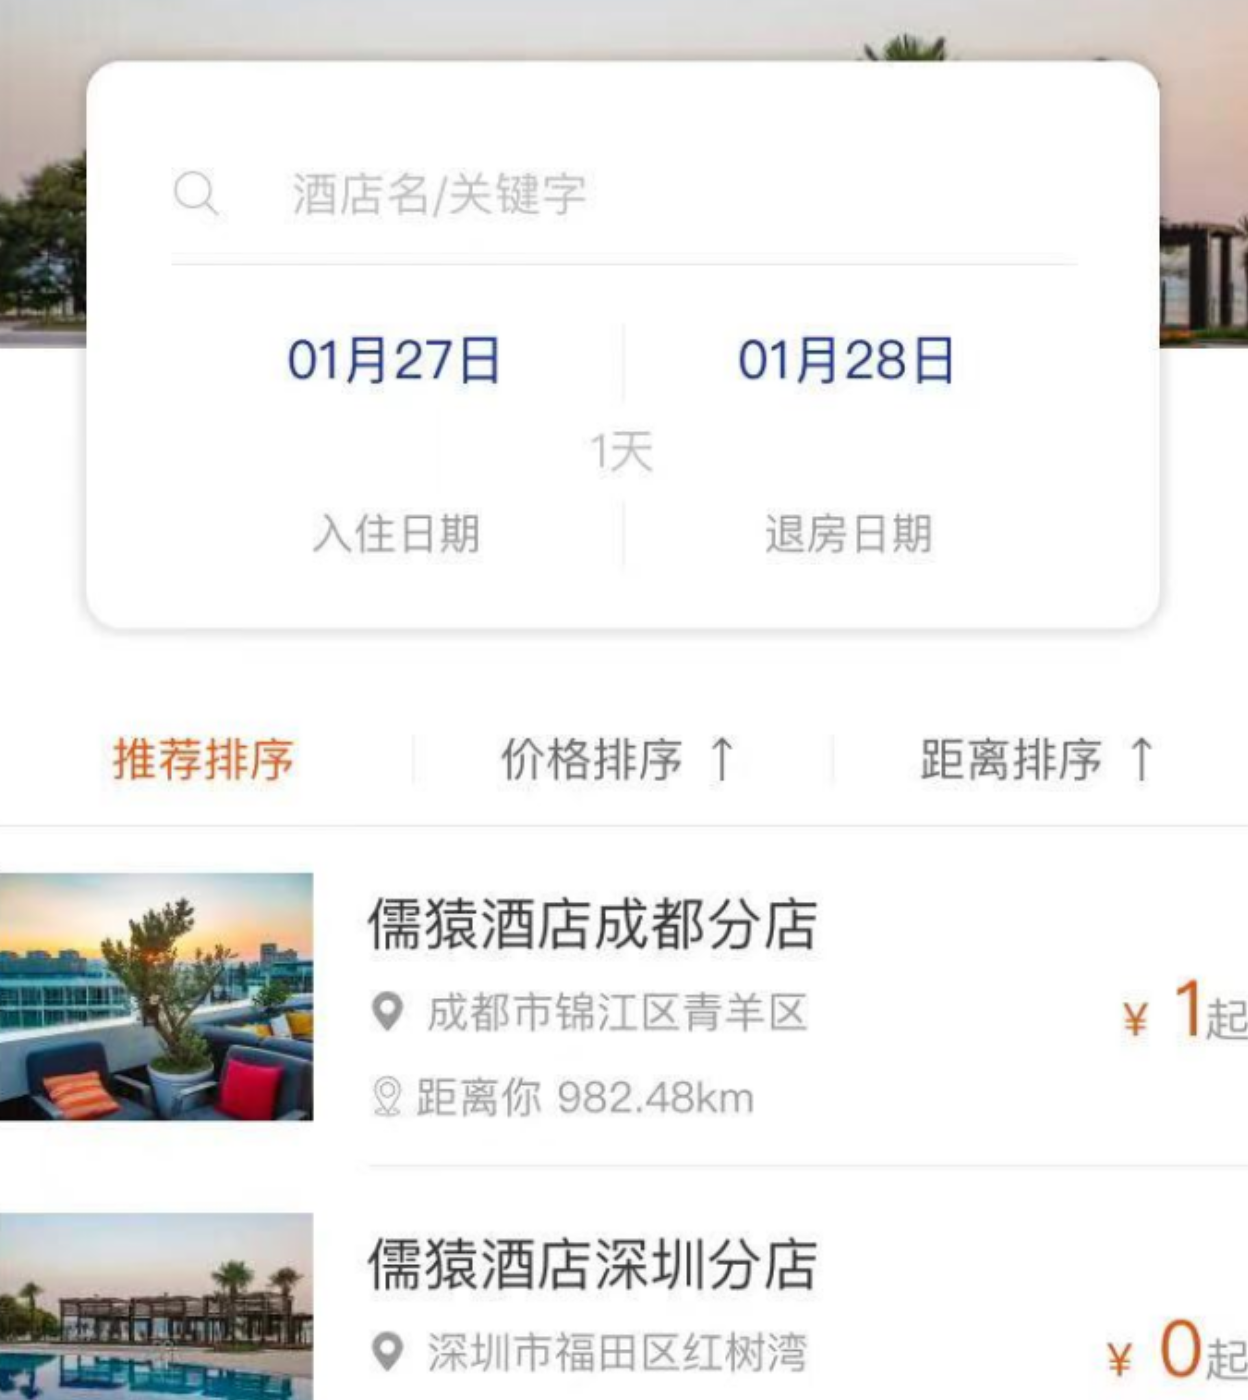 酒店名/关键字
01月27日 01月28日
1天
入住日期 退房日期
推荐排序 价格排序 ↑ 距离排序 ↑
儒猿酒店成都分店
成都市锦江区青羊区
¥ 1起
距离你 982.48km
儒猿酒店深圳分店
深圳市福田区红树湾
¥ 0起